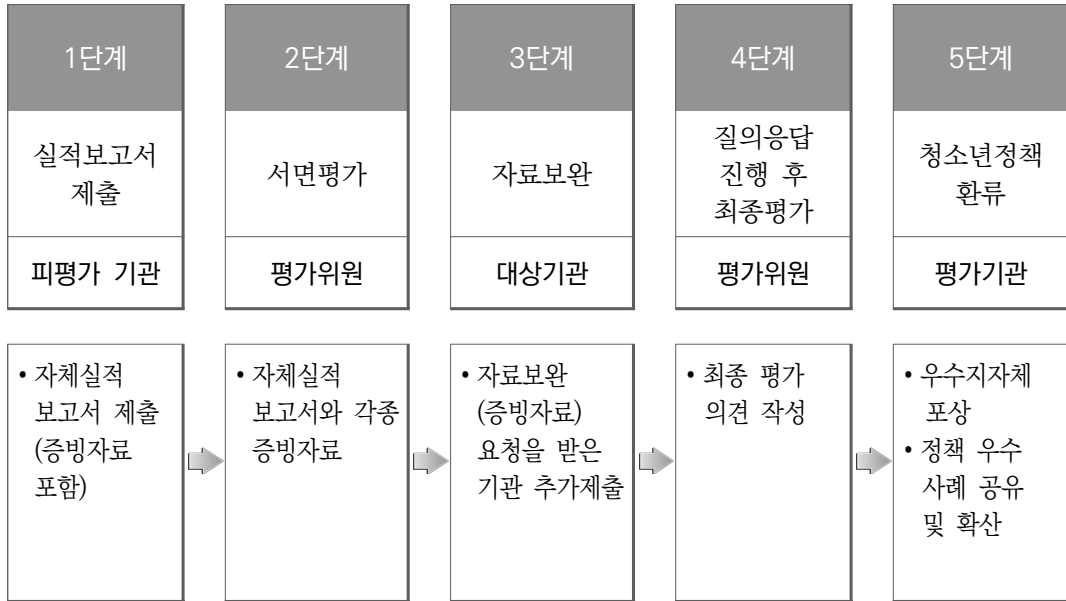 1단계
실적보고서
제출
피평가 기관
2단계
서면평가
평가위원
3단계
자료보완
대상기관
4단계
질의응답
진행 후
최종평가
평가위원
5단계
청소년정책
환류
평가기관
• 자체실적
보고서 제출
(증빙자료
포함)
• 자체실적
보고서와 각종
증빙자료
• 자료보완
(증빙자료)
요청을 받은
기관 추가제출
• 최종 평가
의견 작성
• 우수지자체
포상
• 정책 우수
사례 공유
및 확산